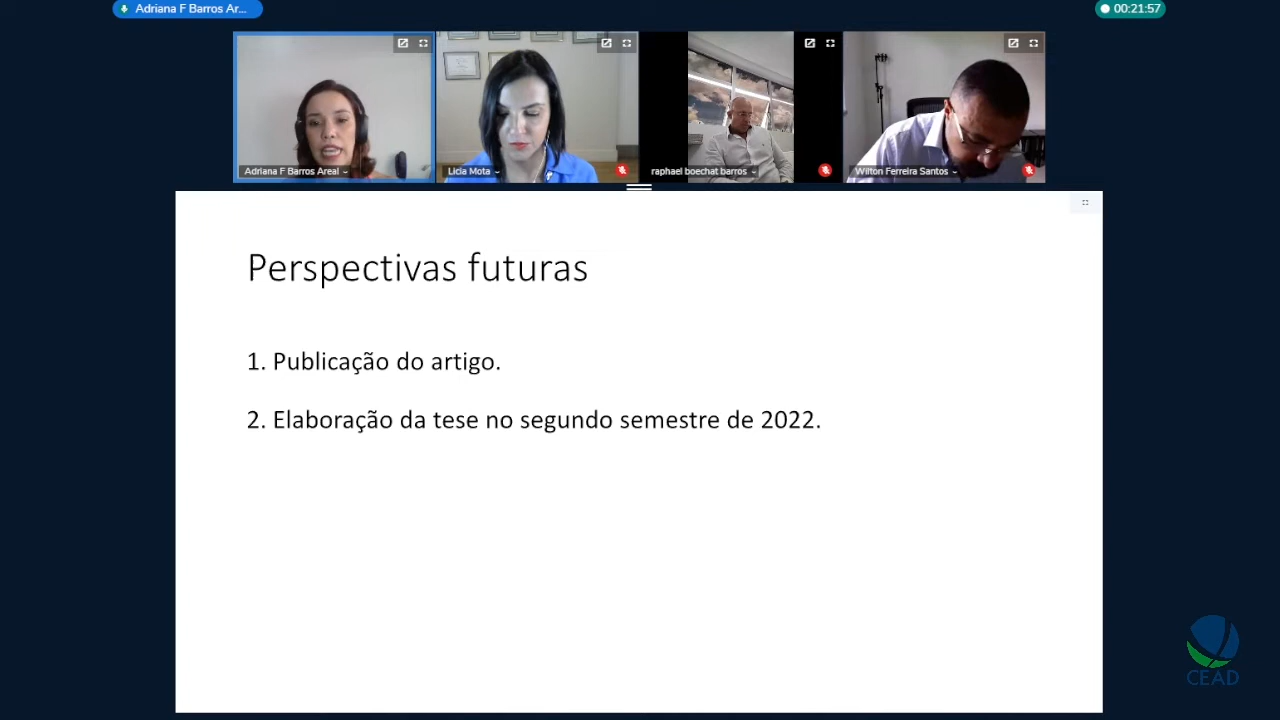 Adriana F Barros Ar...
00:21:57
Adriana F Barros Areal
Licia Mota
raphael boechat barros
Wilton Ferreira Santos
Perspectivas futuras
1. Publicação do artigo.
2. Elaboração da tese no segundo semestre de 2022.
CEAD